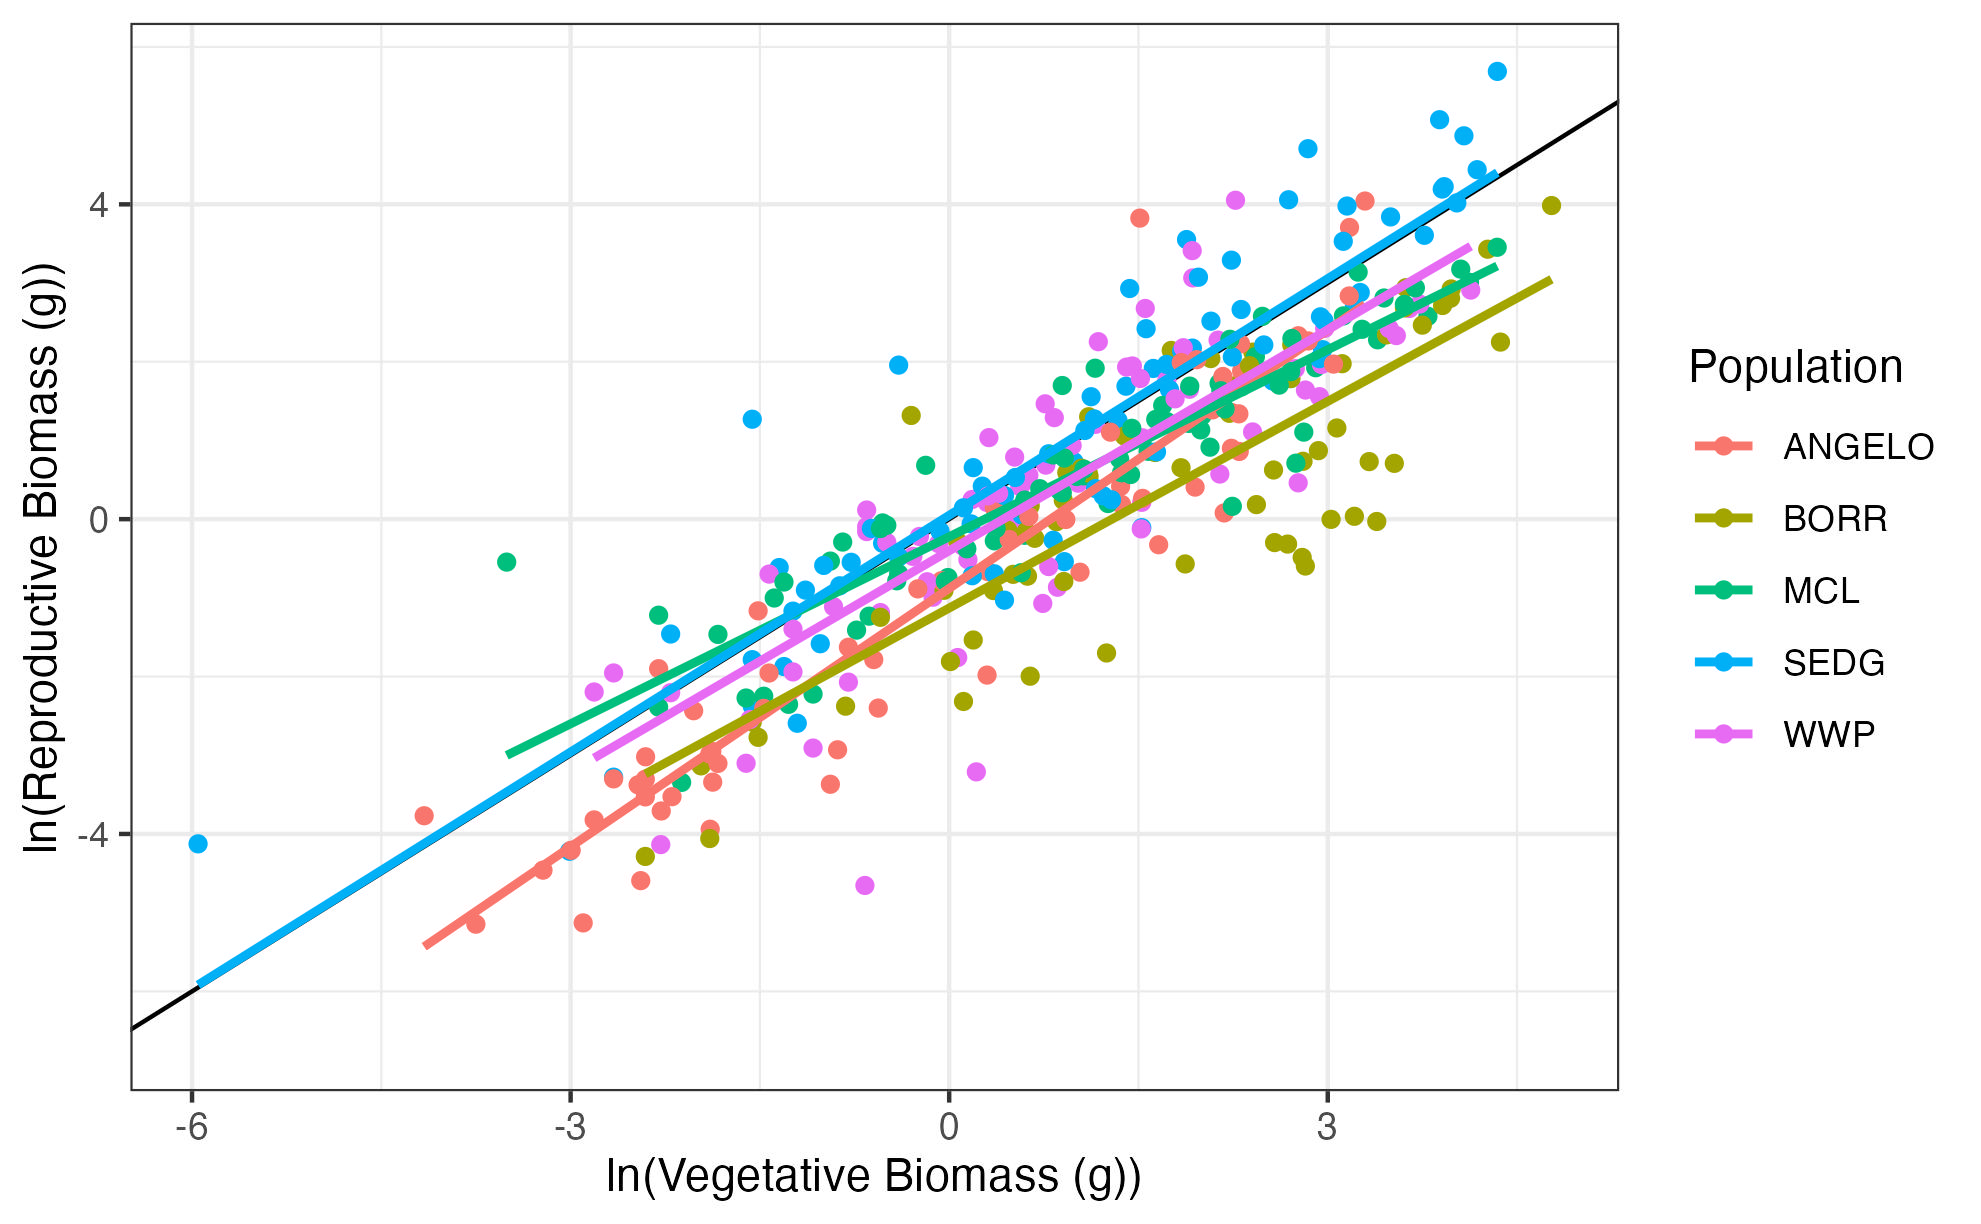 ln(Reproductive Biomass (g))
4
0
-4
-6
-3
0
3
ln(Vegetative Biomass (g))
Population
ANGELO
BORR
MCL
SEDG
WWP